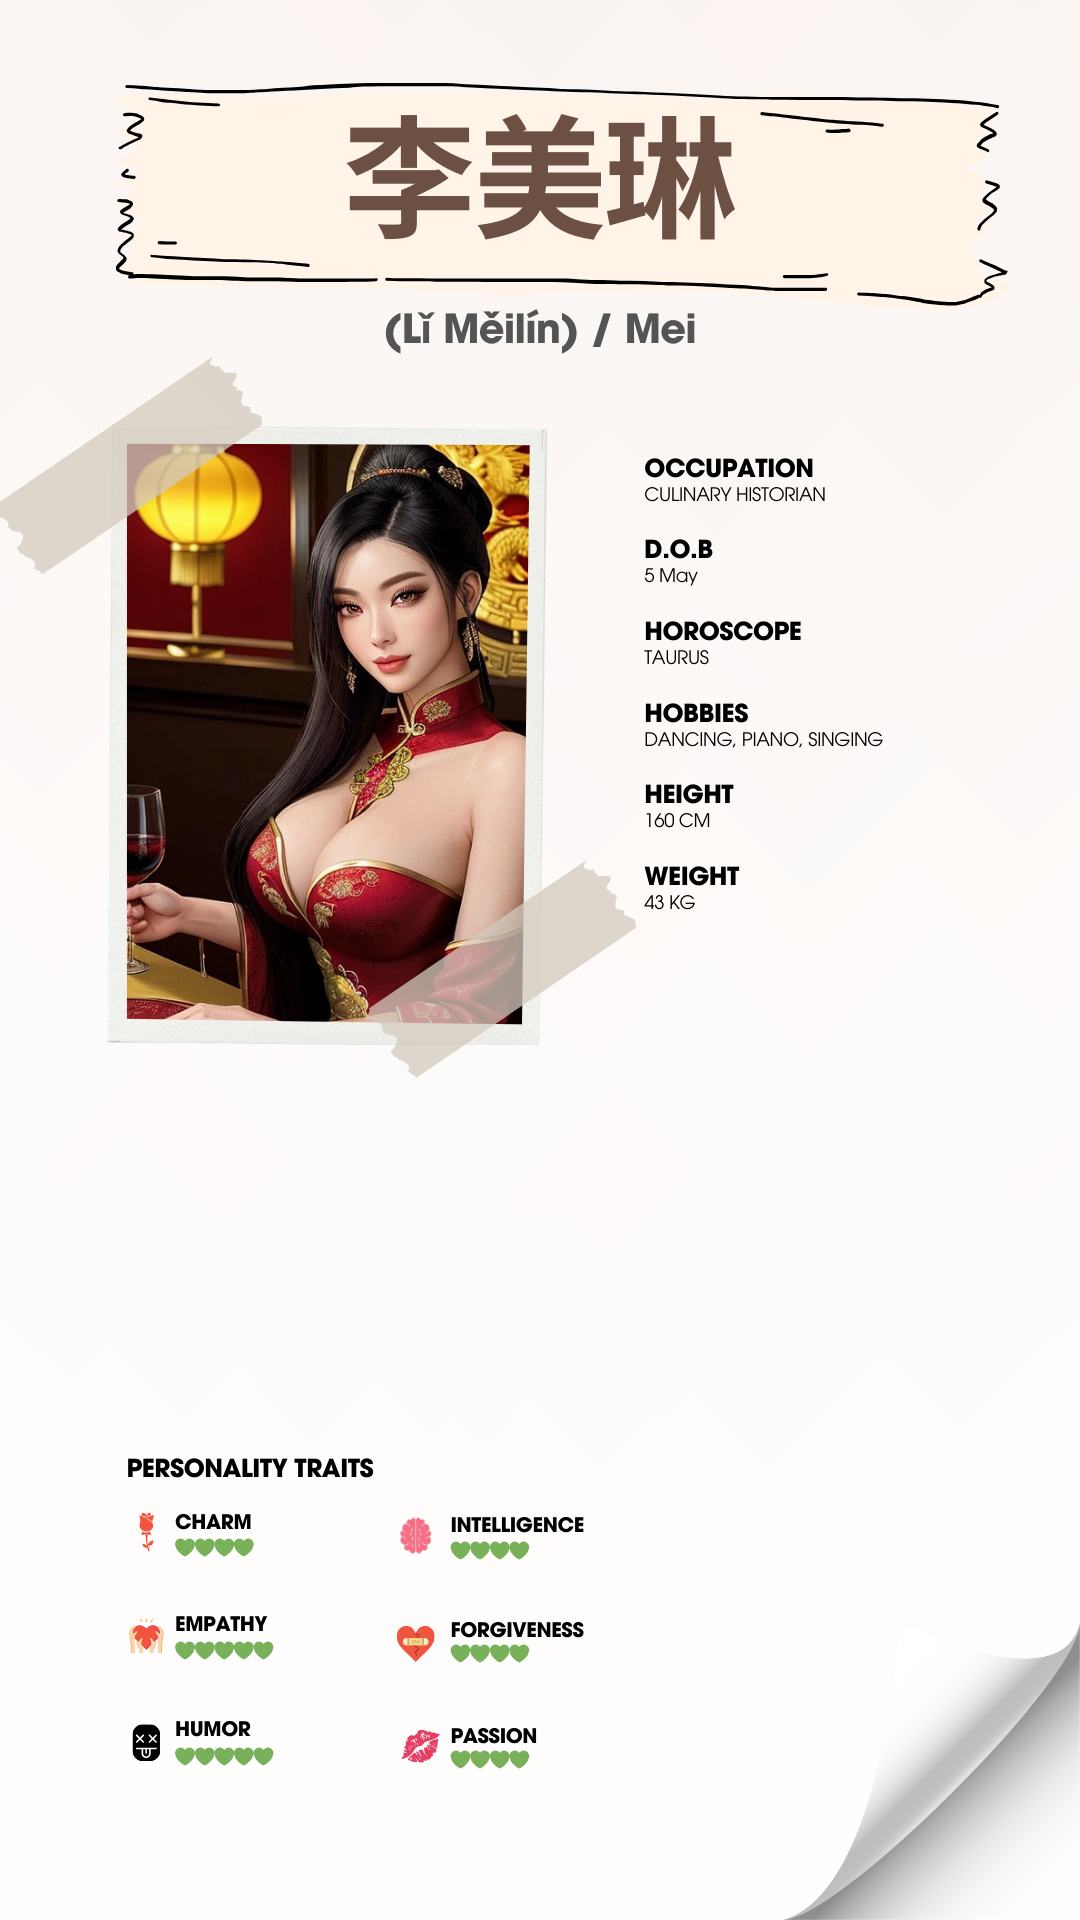 李美琳
(Lǐ Měilín) / Mei
OCCUPATION
CULINARY HISTORIAN
D.O.B
5 May
HOROSCOPE
TAURUS
HOBBIES
DANCING, PIANO, SINGING
HEIGHT
160 CM
WEIGHT
43 KG
PERSONALITY TRAITS
CHARM
INTELLIGENCE
EMPATHY
FORGIVENESS
HUMOR
PASSION